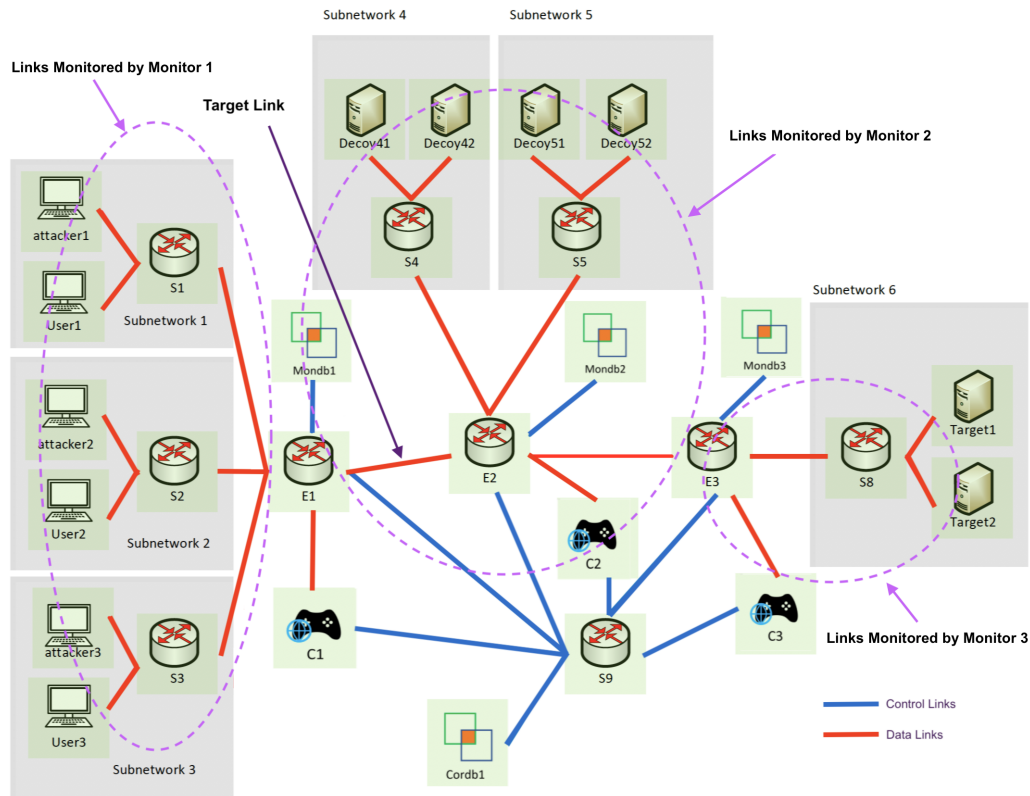 Subnetwork 4
Subnetwork 5
Links Monitored by Monitor 1
Target Link
Decoy41
Decoy42
Decoy51
Decoy52
Links Monitored by Monitor 2
attacker1
S1
User1
Subnetwork 1
S4
S5
Subnetwork 6
Mondb1
Mondb2
Mondb3
Target1
attacker2
S2
User2
Subnetwork 2
E1
E2
E3
S8
Target2
C2
attacker3
S3
User3
Subnetwork 3
C1
S9
C3
Links Monitored by Monitor 3
Control Links
Data Links
Cordb1